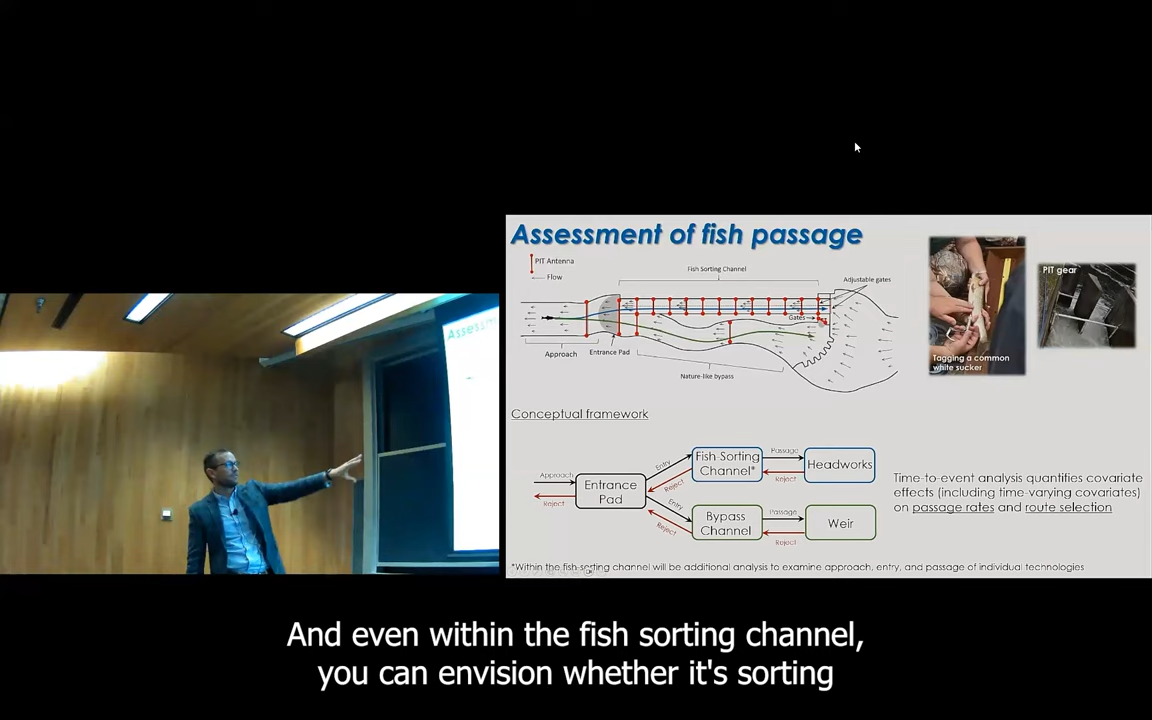 Assessment of fish passage
PIT Antenna
Flow
Fish Sorting Channel
Adjustable gates
Gates
Approach
Entrance Pad
Nature-like bypass
PIT gear
Tagging a common
white sucker
Conceptual framework
Approach
Reject
Entrance
Pad
Entry
Reject
Entry
Reject
Fish-Sorting
Channel*
Passage
Reject
Headworks
Bypass
Channel
Passage
Reject
Weir
Time-to-event analysis quantifies covariate
effects (including time-varying covariates)
on passage rates and route selection
*Within the fish-sorting channel will be additional analysis to examine approach, entry, and passage of individual technologies
And even within the fish sorting channel,
you can envision whether it's sorting